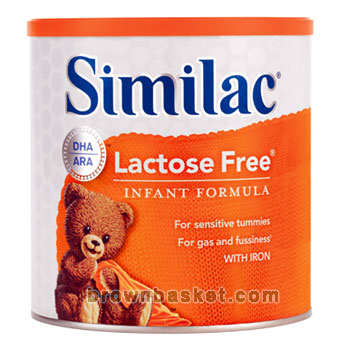 Similac®
DHA
ARA
Lactose Free®
INFANT FORMULA
For sensitive tummies
For gas and fussiness†
WITH IRON
brownbasket.com